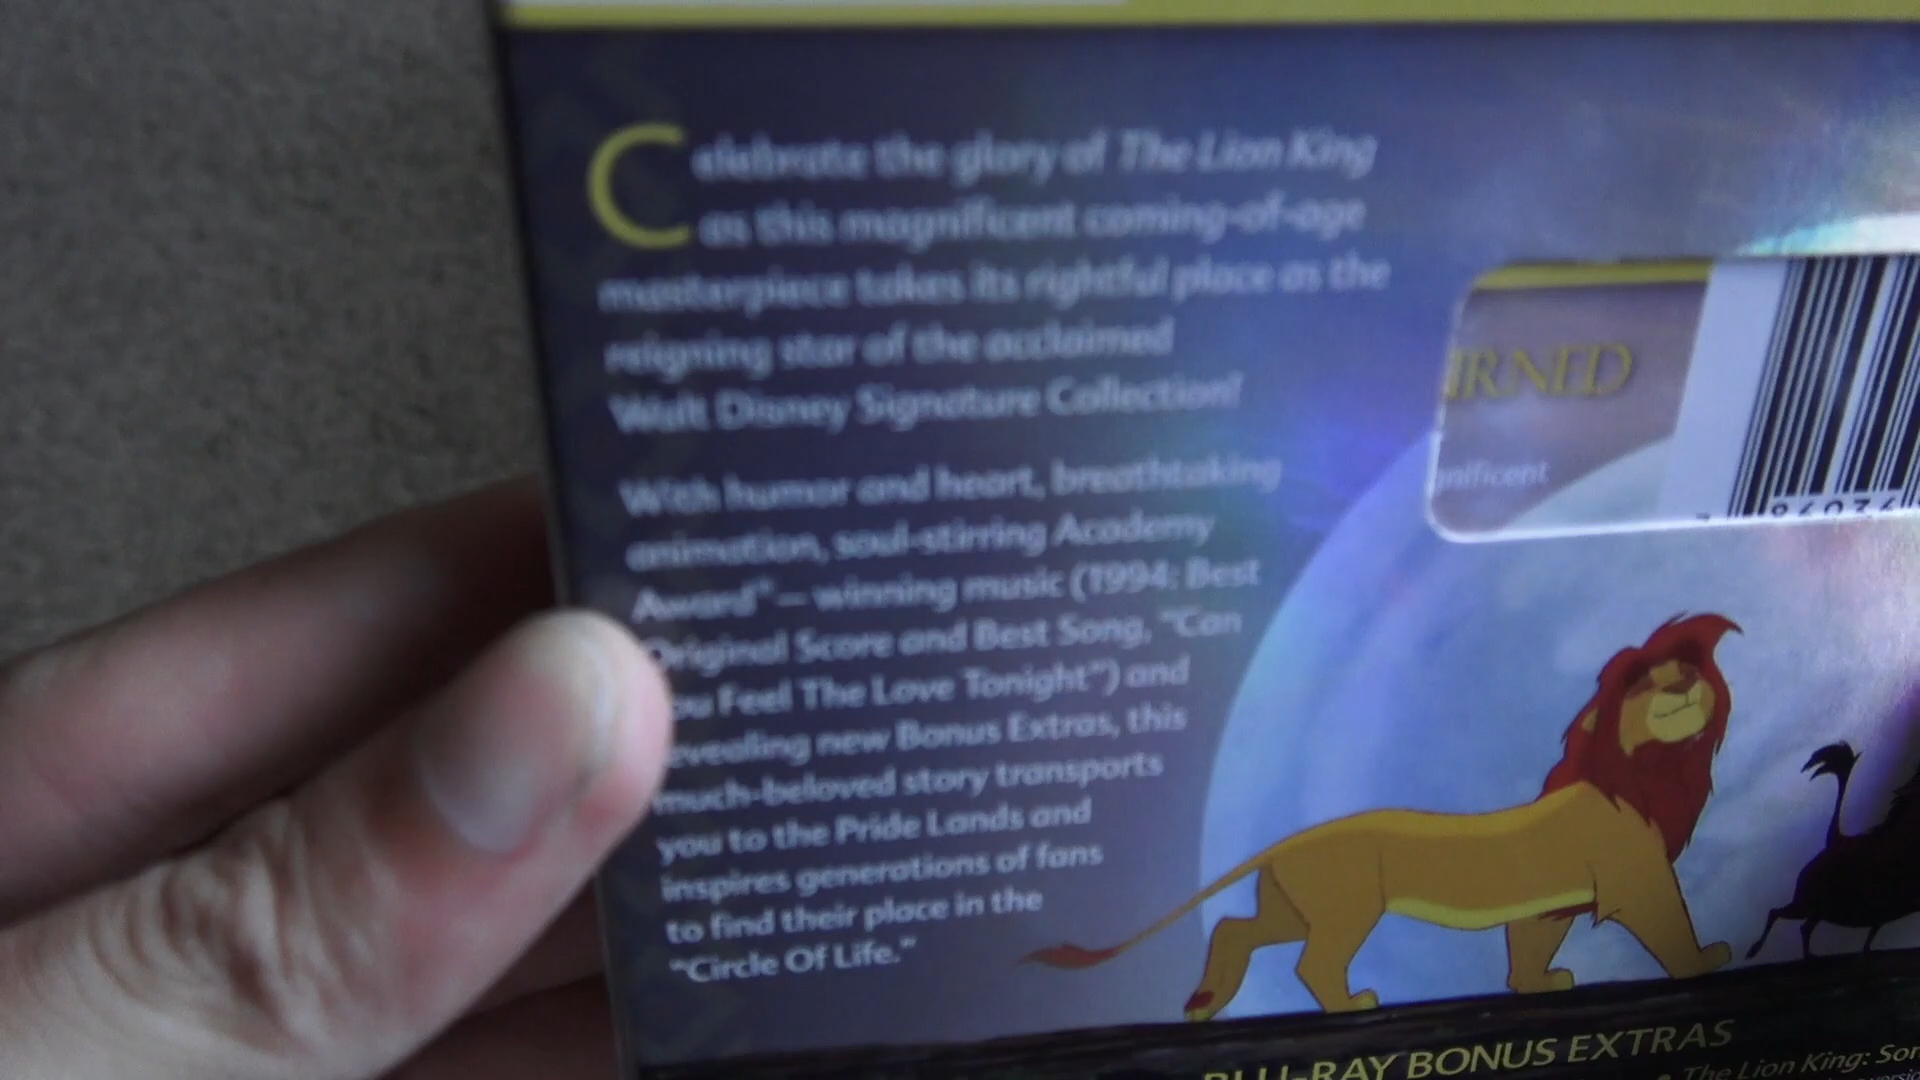 Celebrate the glory of The Lion King
as this magnificent coming-of-age
masterpiece takes its rightful place as the
reigning star of the acclaimed
Walt Disney Signature Collection!
With humor and heart, breathtaking
animation, soul-stirring Academy
Award®— winning music (1994: Best
Original Score and Best Song, "Can
ou Feel The Love Tonight") and
evealing new Bonus Extras, this
much-beloved story transports
you to the Pride Lands and
inspires generations of fans
to find their place in the
"Circle Of Life."
URNED
gnificent
BLU-RAY BONUS EXTRAS
• The Lion King: Son